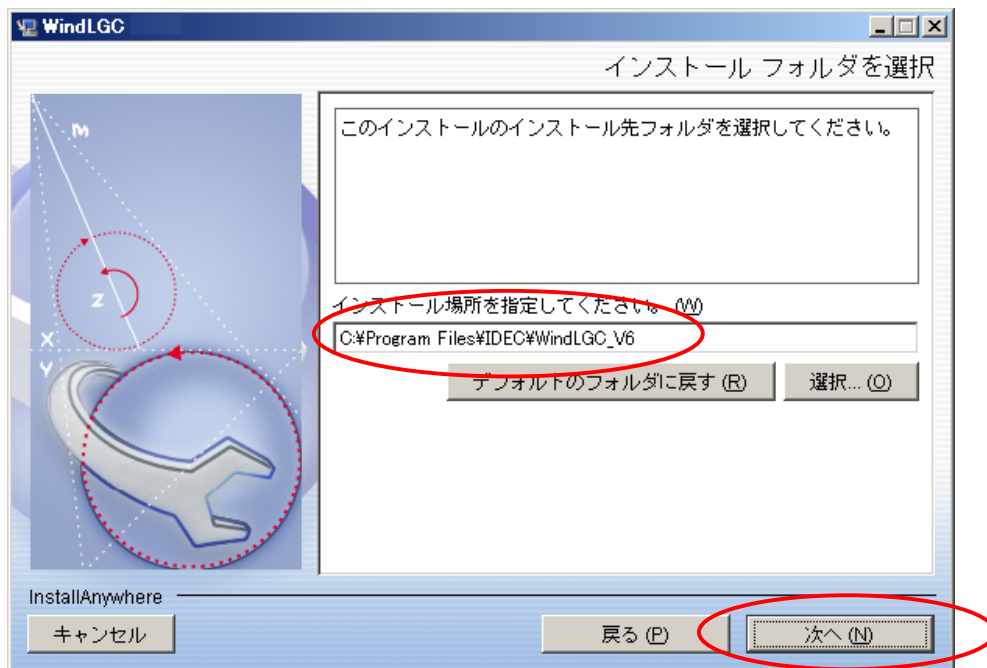 WindLGC
インストール フォルダを選択
M
Z
X
Y
このインストールのインストール先フォルダを選択してください。
インストール場所を指定してください。 (W)
C:¥Program Files¥IDEC¥WindLGC_V6
デフォルトのフォルダに戻す (R)
選択... (O)
InstallAnywhere
キャンセル
戻る (P)
次へ (N)